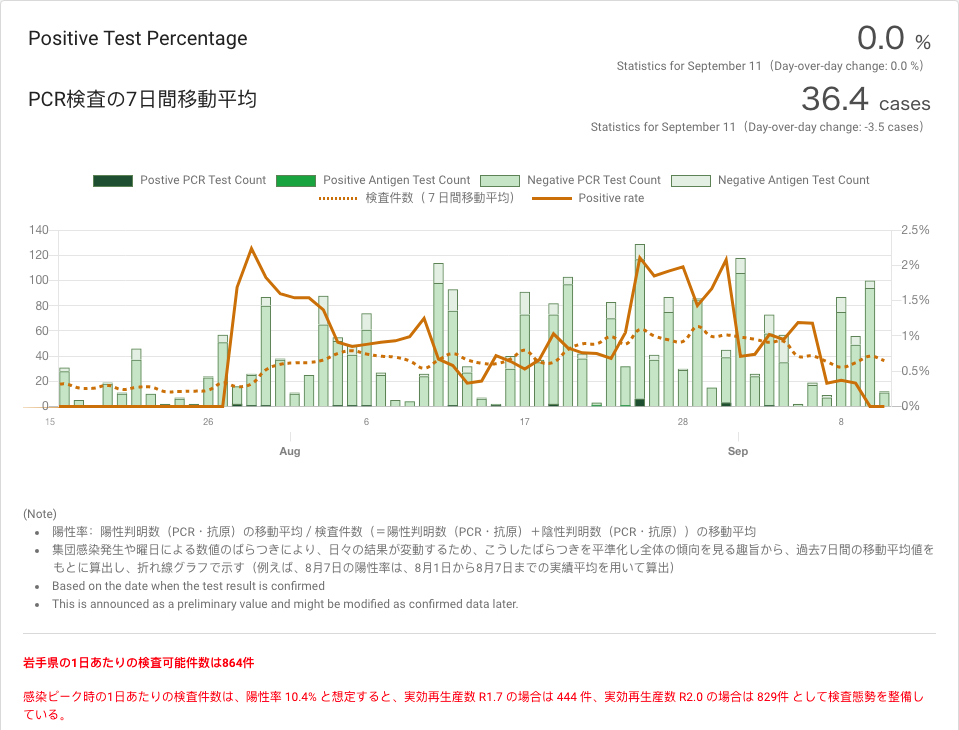 Positive Test Percentage
0.0 %
Statistics for September 11（Day-over-day change: 0.0 %）
PCR検査の7日間移動平均
36.4 cases
Statistics for September 11（Day-over-day change: -3.5 cases）
Postive PCR Test Count Positive Antigen Test Count Negative PCR Test Count Negative Antigen Test Count
検査件数（７日間移動平均） Positive rate
140 2.5%
120 2%
100
80 1.5%
60 1%
40
20 0.5%
0 0%
15 26 6 17 28 8
Aug Sep
(Note)
陽性率：陽性判明数（PCR・抗原）の移動平均 / 検査件数（＝陽性判明数（PCR・抗原）＋陰性判明数（PCR・抗原））の移動平均
集団感染発生や曜日による数値のばらつきにより、日々の結果が変動するため、こうしたばらつきを平準化し全体の傾向を見る趣旨から、過去7日間の移動平均値を
もとに算出し、折れ線グラフで示す（例えば、8月7日の陽性率は、8月1日から8月7日までの実績平均を用いて算出）
Based on the date when the test result is confirmed
This is announced as a preliminary value and might be modified as confirmed data later.
岩手県の1日あたりの検査可能件数は864件
感染ピーク時の1日あたりの検査件数は、陽性率 10.4% と想定すると、実効再生産数 R1.7 の場合は 444 件、実効再生産数 R2.0 の場合は 829件 として検査態勢を整備し
ている。